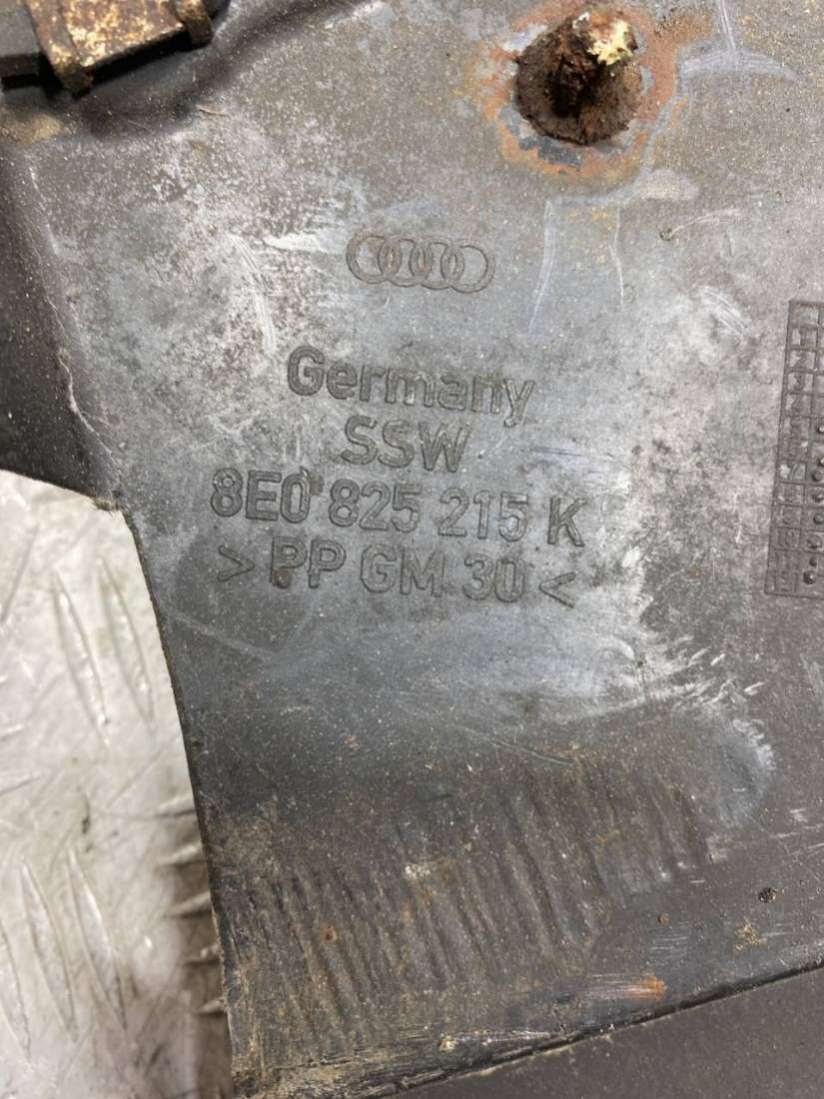 Germany
SSW
8E0 825 215 K
> PP GM 30 <